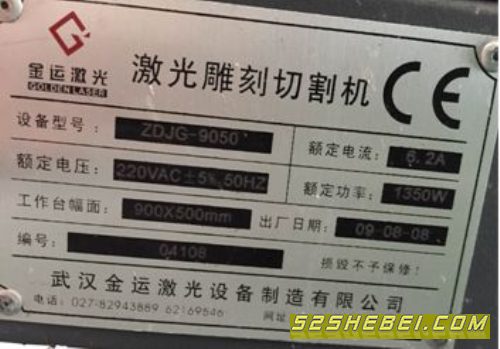 金运激光
GOLDEN LASER
激光雕刻切割机
CE
设备型号: ZDJG-9050 额定电流: 6.2A
额定电压: 220VAC±5%,50HZ 额定功率: 1350W
工作台幅面: 900X500mm 出厂日期: 09-08-08
编号: 04108 损毁不予保修!
武汉金运激光设备制造有限公司
电话: 027-82943889 62169546 网址
52SHEBEI.COM